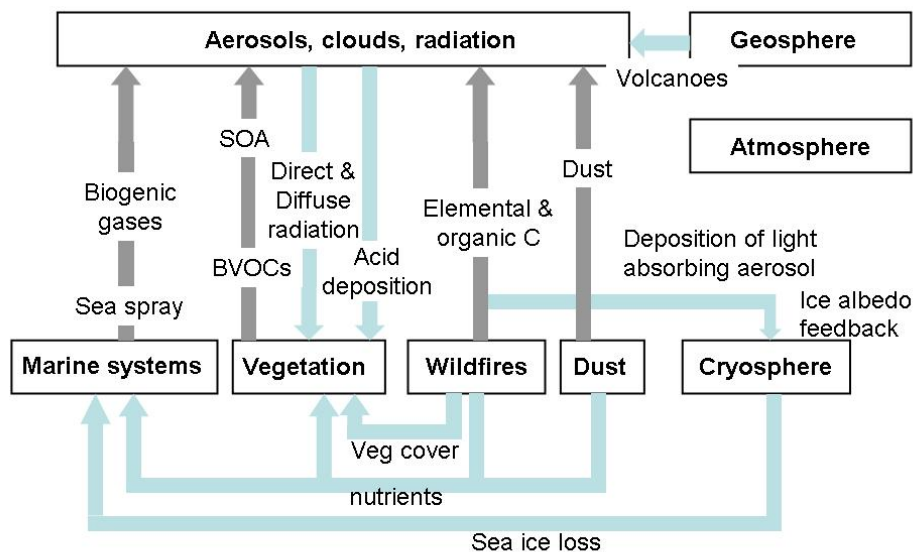 Aerosols, clouds, radiation
Geosphere
Volcanoes
Atmosphere
SOA
Direct &
Diffuse
radiation
Dust
Biogenic
gases
Elemental &
organic C
Deposition of light
absorbing aerosol
BVOCs
Acid
deposition
Sea spray
Ice albedo
feedback
Marine systems
Vegetation
Wildfires
Dust
Cryosphere
Veg cover
nutrients
Sea ice loss